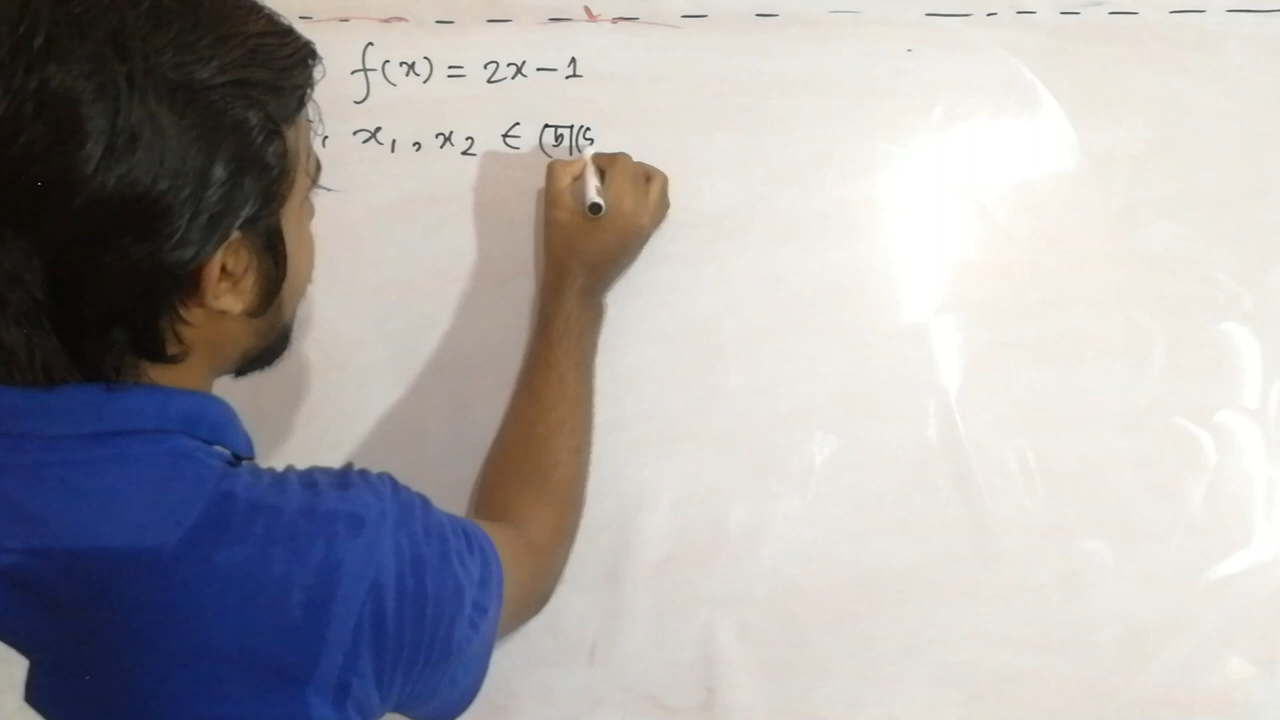 f(x) = 2x - 1
x₁, x₂ ∈